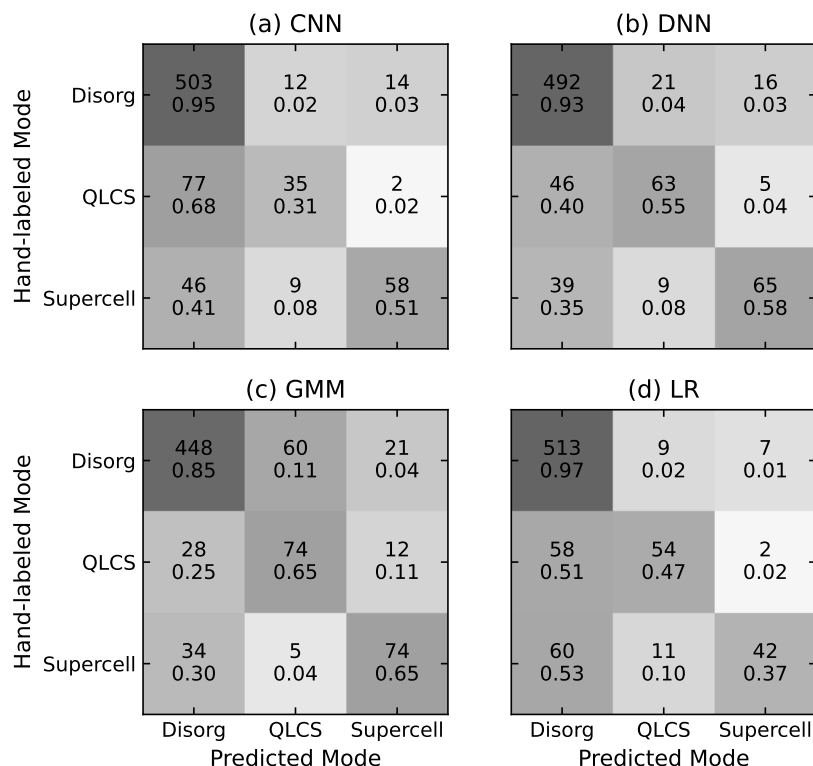 (a) CNN
(b) DNN
Hand-labeled Mode
Disorg
503 12 14
0.95 0.02 0.03
492 21 16
0.93 0.04 0.03
QLCS
77 35 2
0.68 0.31 0.02
46 63 5
0.40 0.55 0.04
Supercell
46 9 58
0.41 0.08 0.51
39 9 65
0.35 0.08 0.58
(c) GMM
(d) LR
Hand-labeled Mode
Disorg
448 60 21
0.85 0.11 0.04
513 9 7
0.97 0.02 0.01
QLCS
28 74 12
0.25 0.65 0.11
58 54 2
0.51 0.47 0.02
Supercell
34 5 74
0.30 0.04 0.65
60 11 42
0.53 0.10 0.37
Disorg QLCS Supercell
Predicted Mode
Disorg QLCS Supercell
Predicted Mode